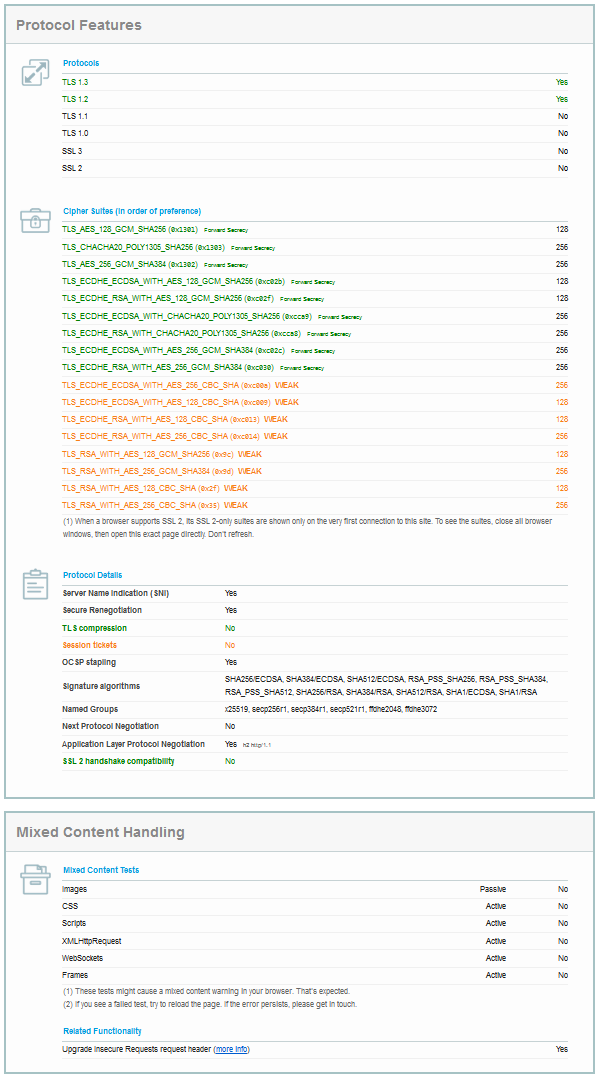 Protocol Features
Protocols
TLS 1.3 Yes
TLS 1.2 Yes
TLS 1.1 No
TLS 1.0 No
SSL 3 No
SSL 2 No
Cipher Suites (in order of preference)
TLS_AES_128_GCM_SHA256 (0x1301) Forward Secrecy 128
TLS_CHACHA20_POLY1305_SHA256 (0x1303) Forward Secrecy 256
TLS_AES_256_GCM_SHA384 (0x1302) Forward Secrecy 256
TLS_ECDHE_ECDSA_WITH_AES_128_GCM_SHA256 (0xc02b) Forward Secrecy 128
TLS_ECDHE_RSA_WITH_AES_128_GCM_SHA256 (0xc02f) Forward Secrecy 128
TLS_ECDHE_ECDSA_WITH_CHACHA20_POLY1305_SHA256 (0xcca9) Forward Secrecy 256
TLS_ECDHE_RSA_WITH_CHACHA20_POLY1305_SHA256 (0xcca8) Forward Secrecy 256
TLS_ECDHE_ECDSA_WITH_AES_256_GCM_SHA384 (0xc02c) Forward Secrecy 256
TLS_ECDHE_RSA_WITH_AES_256_GCM_SHA384 (0xc030) Forward Secrecy 256
TLS_ECDHE_ECDSA_WITH_AES_256_CBC_SHA (0xc00a) WEAK 256
TLS_ECDHE_ECDSA_WITH_AES_128_CBC_SHA (0xc009) WEAK 128
TLS_ECDHE_RSA_WITH_AES_128_CBC_SHA (0xc013) WEAK 128
TLS_ECDHE_RSA_WITH_AES_256_CBC_SHA (0xc014) WEAK 256
TLS_RSA_WITH_AES_128_GCM_SHA256 (0x9c) WEAK 128
TLS_RSA_WITH_AES_256_GCM_SHA384 (0x9d) WEAK 256
TLS_RSA_WITH_AES_128_CBC_SHA (0x2f) WEAK 128
TLS_RSA_WITH_AES_256_CBC_SHA (0x35) WEAK 256
(1) When a browser supports SSL 2, its SSL 2-only suites are shown only on the very first connection to this site. To see the suites, close all browser
windows, then open this exact page directly. Don't refresh.
Protocol Details
Server Name Indication (SNI) Yes
Secure Renegotiation Yes
TLS compression No
Session tickets No
OCSP stapling Yes
Signature algorithms SHA256/ECDSA, SHA384/ECDSA, SHA512/ECDSA, RSA_PSS_SHA256, RSA_PSS_SHA384,
RSA_PSS_SHA512, SHA256/RSA, SHA384/RSA, SHA512/RSA, SHA1/ECDSA, SHA1/RSA
Named Groups x25519, secp256r1, secp384r1, secp521r1, ffdhe2048, ffdhe3072
Next Protocol Negotiation No
Application Layer Protocol Negotiation Yes h2 http/1.1
SSL 2 handshake compatibility No
Mixed Content Handling
Mixed Content Tests
Images Passive No
CSS Active No
Scripts Active No
XMLHttpRequest Active No
WebSockets Active No
Frames Active No
(1) These tests might cause a mixed content warning in your browser. That's expected.
(2) If you see a failed test, try to reload the page. If the error persists, please get in touch.
Related Functionality
Upgrade Insecure Requests request header (more info) Yes